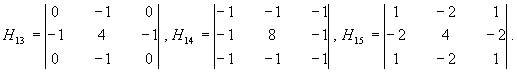 H₁₃ = |0 −1 0; −1 4 −1; 0 −1 0|, H₁₄ = |−1 −1 −1; −1 8 −1; −1 −1 −1|, H₁₅ = |1 −2 1; −2 4 −2; 1 −2 1|.